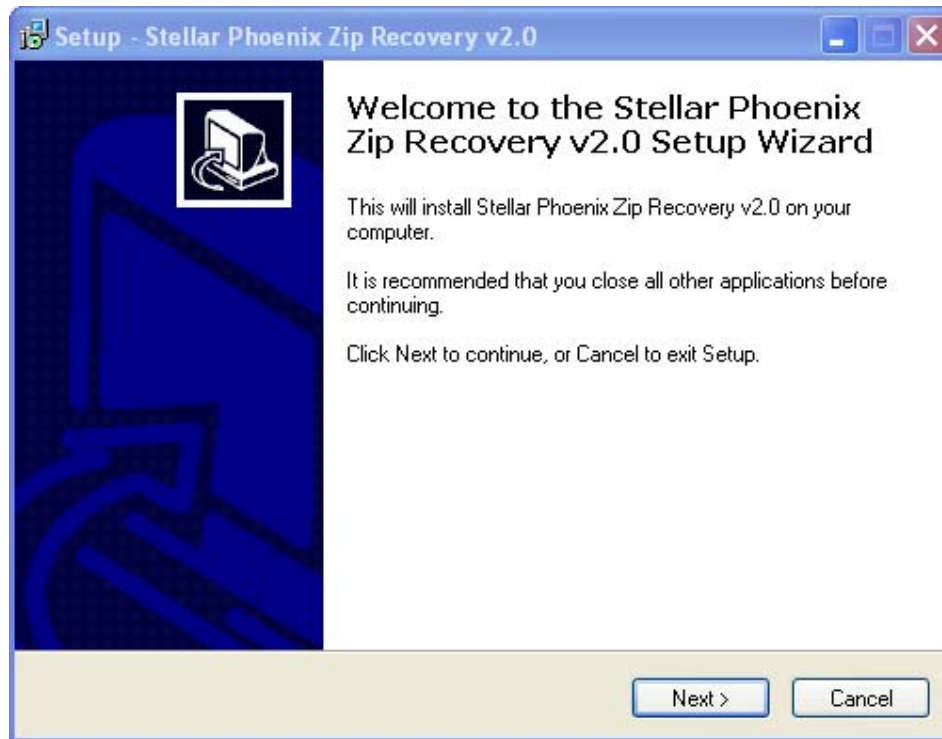 Setup - Stellar Phoenix Zip Recovery v2.0
Welcome to the Stellar Phoenix
Zip Recovery v2.0 Setup Wizard
This will install Stellar Phoenix Zip Recovery v2.0 on your
computer.
It is recommended that you close all other applications before
continuing.
Click Next to continue, or Cancel to exit Setup.
Next >
Cancel